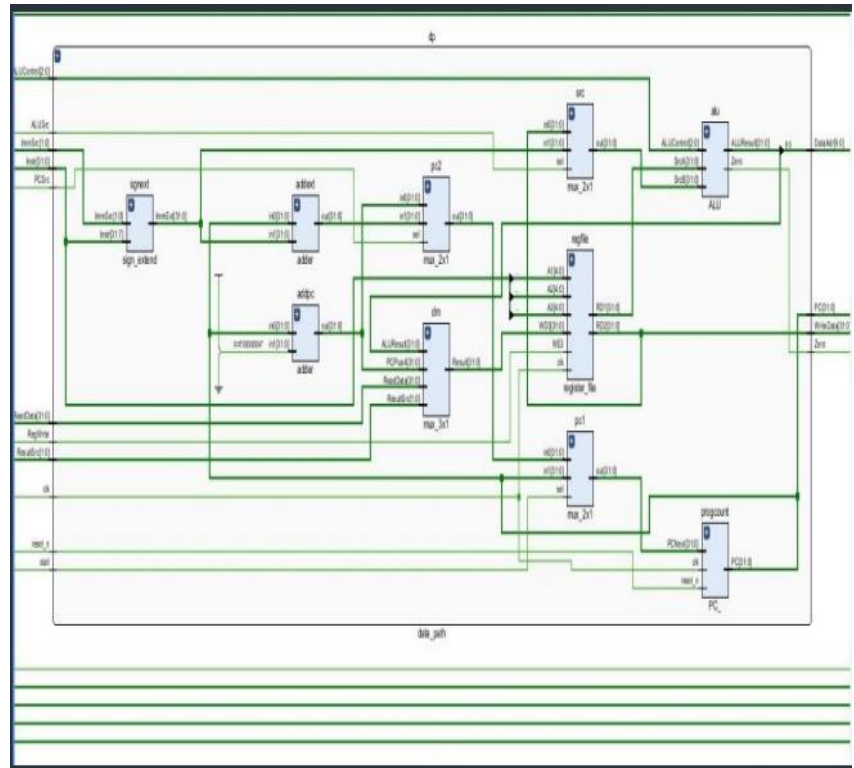 dp
ALUControl[2:0]
ALUSrc
ImmSrc[1:0]
Instr[31:0]
PCSrc
sgnext
ImmSrc[1:0]
Instr[31:7]
ImmExt[31:0]
sign_extend
addext
in0[31:0]
in1[31:0]
out[31:0]
adder
addpc
in0[31:0]
in1[31:0]
out[31:0]
adder
pc2
in0[31:0]
in1[31:0]
sel
out[31:0]
mux_2x1
dm
ALUResult[31:0]
PCPlus4[31:0]
ReadData[31:0]
ResultSrc[1:0]
Result[31:0]
mux_3x1
src
in0[31:0]
in1[31:0]
sel
out[31:0]
mux_2x1
alu
ALUControl[2:0]
SrcA[31:0]
SrcB[31:0]
ALUResult[31:0]
Zero
ALU
regfile
A1[4:0]
A2[4:0]
A3[4:0]
WD3[31:0]
WE3
clk
RD1[31:0]
RD2[31:0]
register_file
pc1
in0[31:0]
in1[31:0]
sel
out[31:0]
mux_2x1
progcount
PCNext[31:0]
clk
reset_n
PC[31:0]
PC_
ReadData[31:0]
RegWrite
ResultSrc[1:0]
clk
reset_n
PC[31:0]
WriteData[31:0]
Zero
data_path